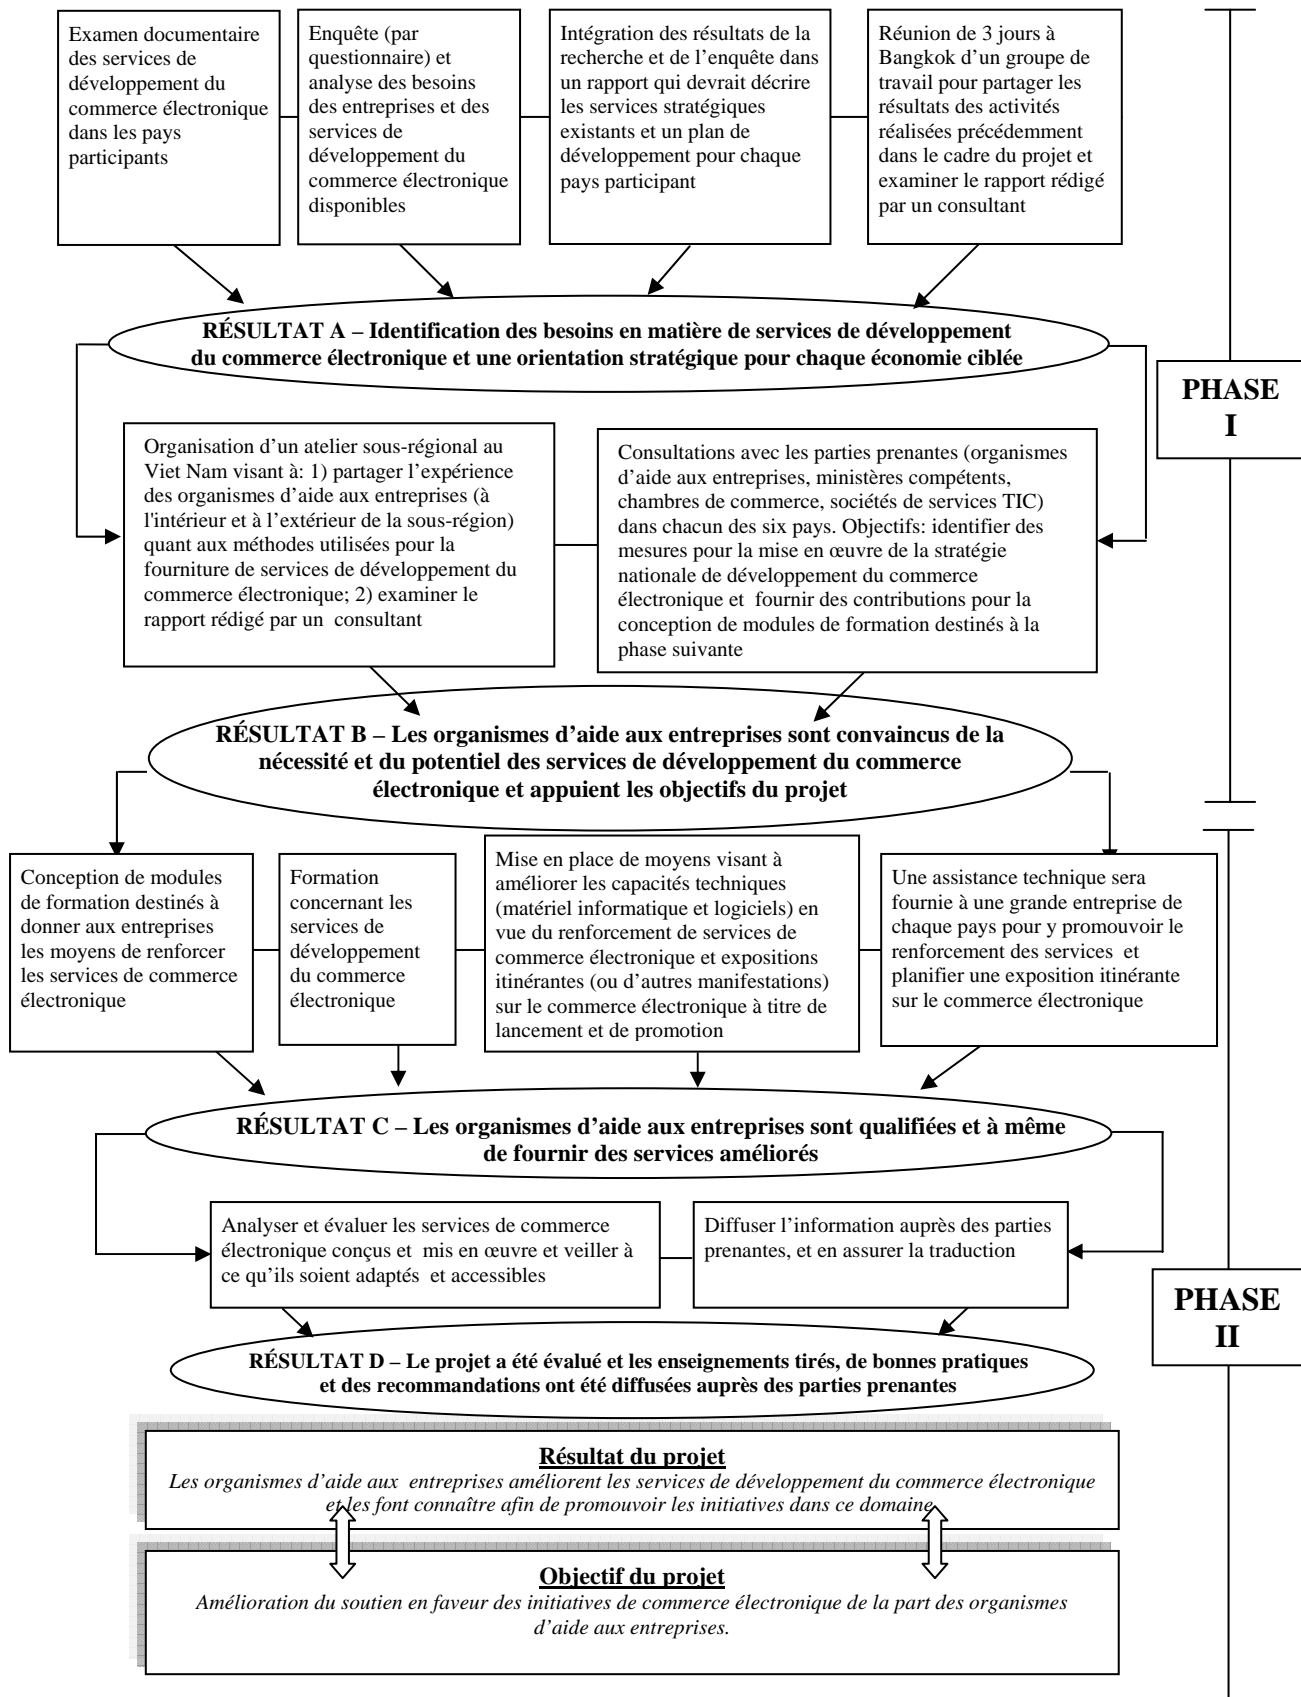 Examen documentaire
des services de
développement du
commerce électronique
dans les pays
participants
Enquête (par
questionnaire) et
analyse des besoins
des entreprises et des
services de
développement du
commerce électronique
disponibles
Intégration des résultats de la
recherche et de l'enquête dans
un rapport qui devrait décrire
les services stratégiques
existants et un plan de
développement pour chaque
pays participant
Réunion de 3 jours à
Bangkok d'un groupe de
travail pour partager les
résultats des activités
réalisées précédemment
dans le cadre du projet et
examiner le rapport rédigé
par un consultant
RÉSULTAT A – Identification des besoins en matière de services de développement
du commerce électronique et une orientation stratégique pour chaque économie ciblée
PHASE
I
Organisation d'un atelier sous-régional au
Viet Nam visant à: 1) partager l'expérience
des organismes d'aide aux entreprises (à
l'intérieur et à l'extérieur de la sous-région)
quant aux méthodes utilisées pour la
fourniture de services de développement du
commerce électronique; 2) examiner le
rapport rédigé par un consultant
Consultations avec les parties prenantes (organismes
d'aide aux entreprises, ministères compétents,
chambres de commerce, sociétés de services TIC)
dans chacun des six pays. Objectifs: identifier des
mesures pour la mise en œuvre de la stratégie
nationale de développement du commerce
électronique et fournir des contributions pour la
conception de modules de formation destinés à la
phase suivante
RÉSULTAT B – Les organismes d'aide aux entreprises sont convaincus de la
nécessité et du potentiel des services de développement du commerce
électronique et appuient les objectifs du projet
Conception de modules
de formation destinés à
donner aux entreprises
les moyens de renforcer
les services de commerce
électronique
Formation
concernant les
services de
développement
du commerce
électronique
Mise en place de moyens visant à
améliorer les capacités techniques
(matériel informatique et logiciels) en
vue du renforcement de services de
commerce électronique et expositions
itinérantes (ou d'autres manifestations)
sur le commerce électronique à titre de
lancement et de promotion
Une assistance technique sera
fournie à une grande entreprise de
chaque pays pour y promouvoir le
renforcement des services et
planifier une exposition itinérante
sur le commerce électronique
RÉSULTAT C – Les organismes d'aide aux entreprises sont qualifiées et à même
de fournir des services améliorés
Analyser et évaluer les services de commerce
électronique conçus et mis en œuvre et veiller à
ce qu'ils soient adaptés et accessibles
Diffuser l'information auprès des parties
prenantes, et en assurer la traduction
PHASE
II
RÉSULTAT D – Le projet a été évalué et les enseignements tirés, de bonnes pratiques
et des recommandations ont été diffusées auprès des parties prenantes
Résultat du projet
Les organismes d'aide aux entreprises améliorent les services de développement du commerce électronique
et les font connaître afin de promouvoir les initiatives dans ce domaine
Objectif du projet
Amélioration du soutien en faveur des initiatives de commerce électronique de la part des organismes
d'aide aux entreprises.